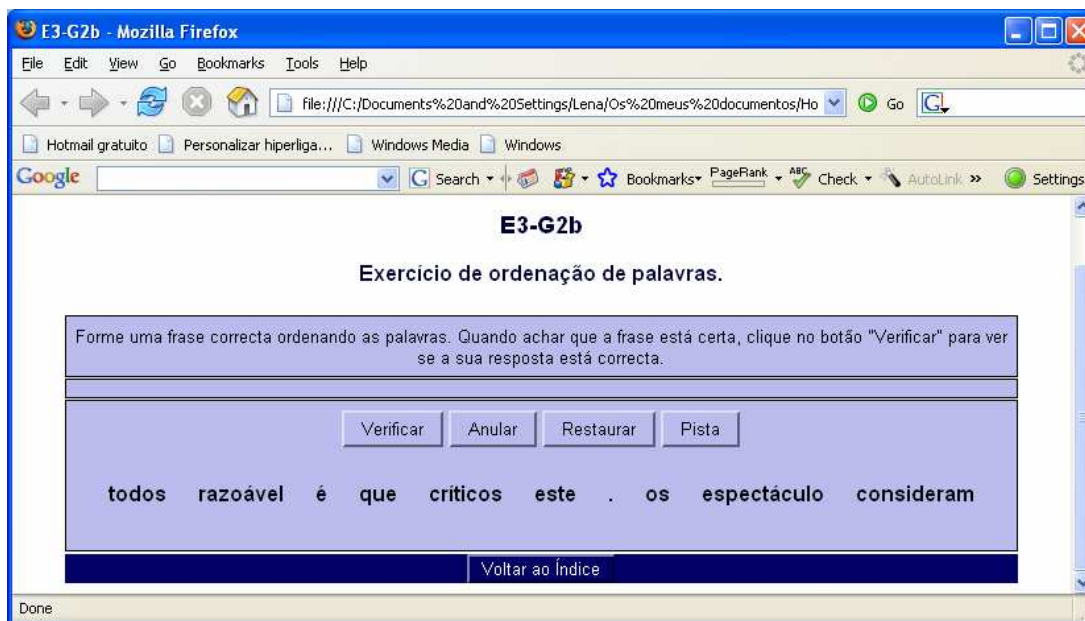 E3-G2b - Mozilla Firefox
File Edit View Go Bookmarks Tools Help
file:///C:/Documents%20and%20Settings/Lena/Os%20meus%20documentos/Ho Go G
Hotmail gratuito Personalizar hiperliga... Windows Media Windows
Google G Search Bookmarks PageRank ABC Check AutoLink » Settings
E3-G2b
Exercício de ordenação de palavras.
Forme uma frase correcta ordenando as palavras. Quando achar que a frase está certa, clique no botão "Verificar" para ver
se a sua resposta está correcta.
Verificar Anular Restaurar Pista
todos razoável é que críticos este . os espectáculo consideram
Voltar ao Índice
Done